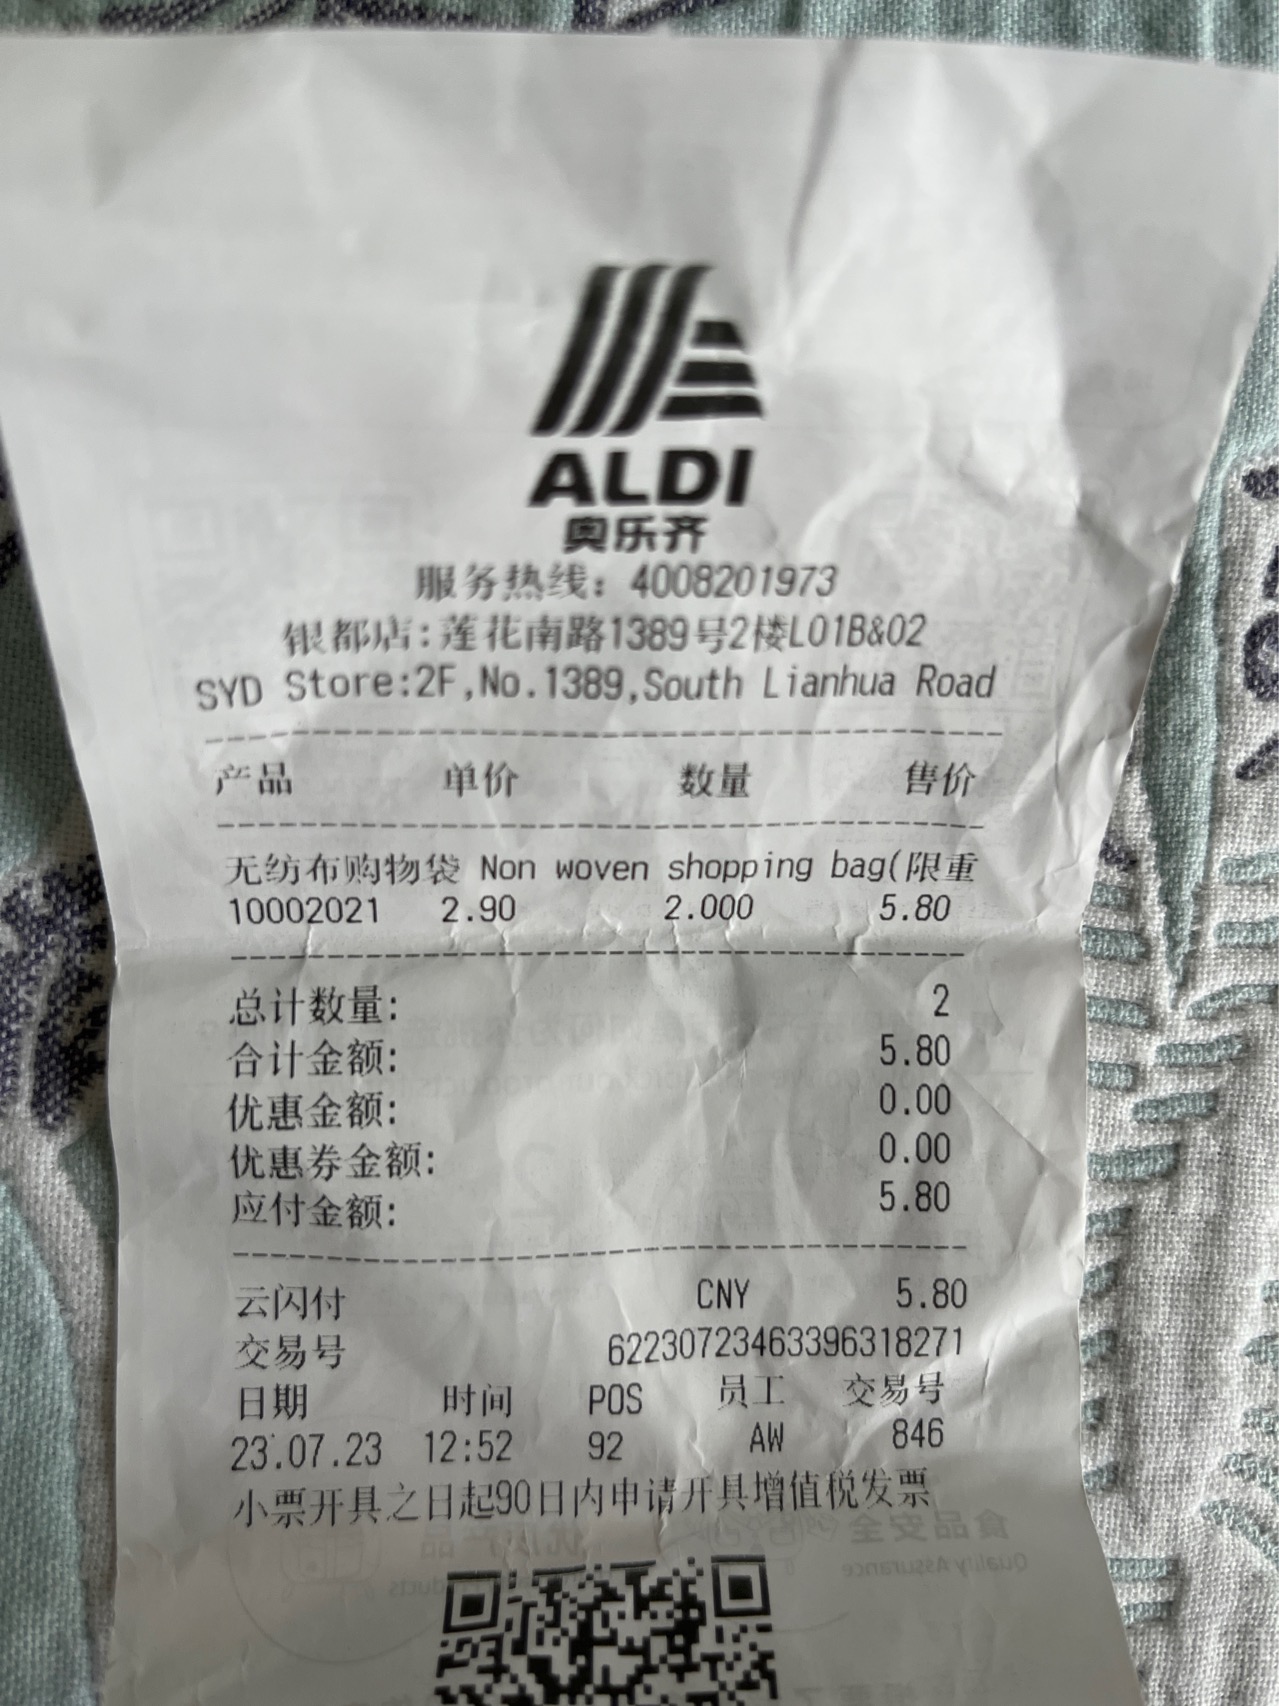 ALDI
奥乐齐
服务热线：4008201973
银都店:莲花南路1389号2楼L01B&02
SYD Store:2F,No.1389,South Lianhua Road
产品 单价 数量 售价
无纺布购物袋 Non woven shopping bag(限重
10002021 2.90 2.000 5.80
总计数量: 2
合计金额: 5.80
优惠金额: 0.00
优惠券金额: 0.00
应付金额: 5.80
云闪付 CNY 5.80
交易号 62230723463396318271
日期 时间 POS 员工 交易号
23.07.23 12:52 92 AW 846
小票开具之日起90日内申请开具增值税发票
食品安全
Quality Assurance